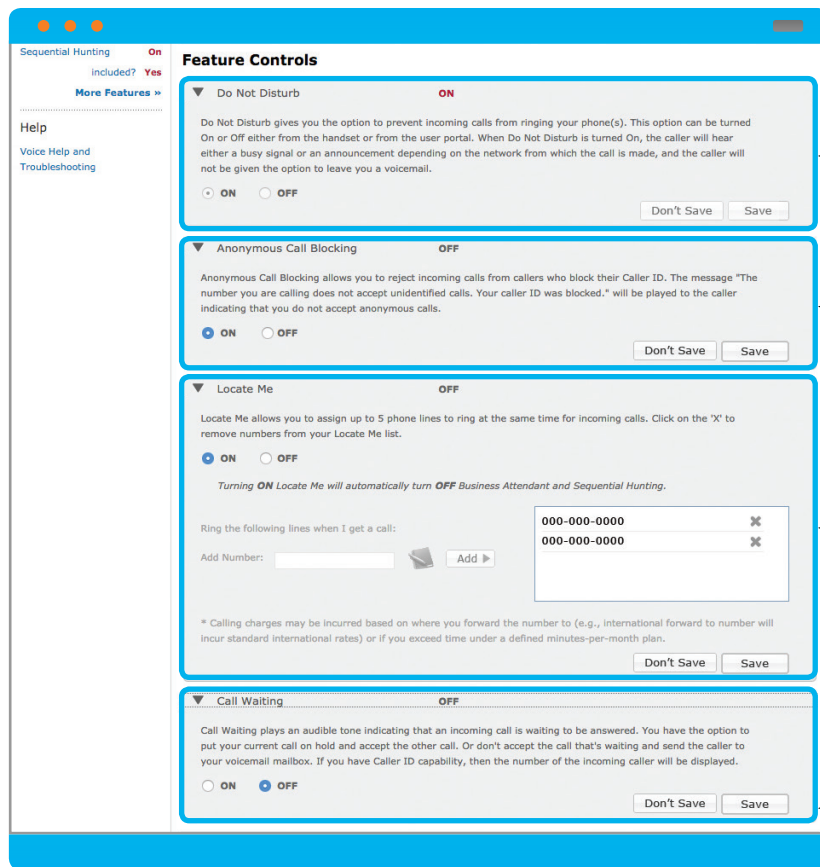 Sequential Hunting On
included? Yes
More Features »
Help
Voice Help and
Troubleshooting
Feature Controls
Do Not Disturb ON
Do Not Disturb gives you the option to prevent incoming calls from ringing your phone(s). This option can be turned
On or Off either from the handset or from the user portal. When Do Not Disturb is turned On, the caller will hear
either a busy signal or an announcement depending on the network from which the call is made, and the caller will
not be given the option to leave you a voicemail.
ON OFF
Don't Save Save
Anonymous Call Blocking OFF
Anonymous Call Blocking allows you to reject incoming calls from callers who block their Caller ID. The message "The
number you are calling does not accept unidentified calls. Your caller ID was blocked." will be played to the caller
indicating that you do not accept anonymous calls.
ON OFF
Don't Save Save
Locate Me OFF
Locate Me allows you to assign up to 5 phone lines to ring at the same time for incoming calls. Click on the 'X' to
remove numbers from your Locate Me list.
ON OFF
Turning ON Locate Me will automatically turn OFF Business Attendant and Sequential Hunting.
Ring the following lines when I get a call:
Add Number: Add
000-000-0000
000-000-0000
* Calling charges may be incurred based on where you forward the number to (e.g., international forward to number will
incur standard international rates) or if you exceed time under a defined minutes-per-month plan.
Don't Save Save
Call Waiting OFF
Call Waiting plays an audible tone indicating that an incoming call is waiting to be answered. You have the option to
put your current call on hold and accept the other call. Or don't accept the call that's waiting and send the caller to
your voicemail mailbox. If you have Caller ID capability, then the number of the incoming caller will be displayed.
ON OFF
Don't Save Save